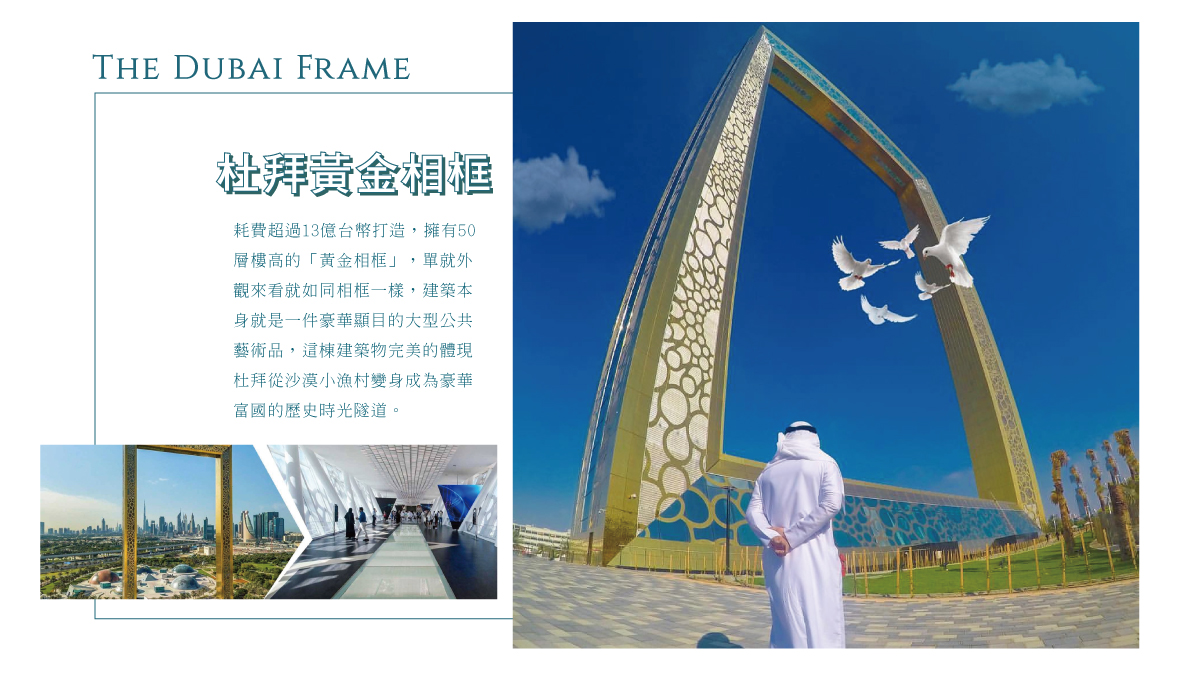 The Dubai Frame
杜拜黃金相框
耗費超過13億台幣打造，擁有50
層樓高的「黃金相框」，單就外
觀來看就如同相框一樣，建築本
身就是一件豪華顯目的大型公共
藝術品，這棟建築物完美的體現
杜拜從沙漠小漁村變身成為豪華
富國的歷史時光隧道。